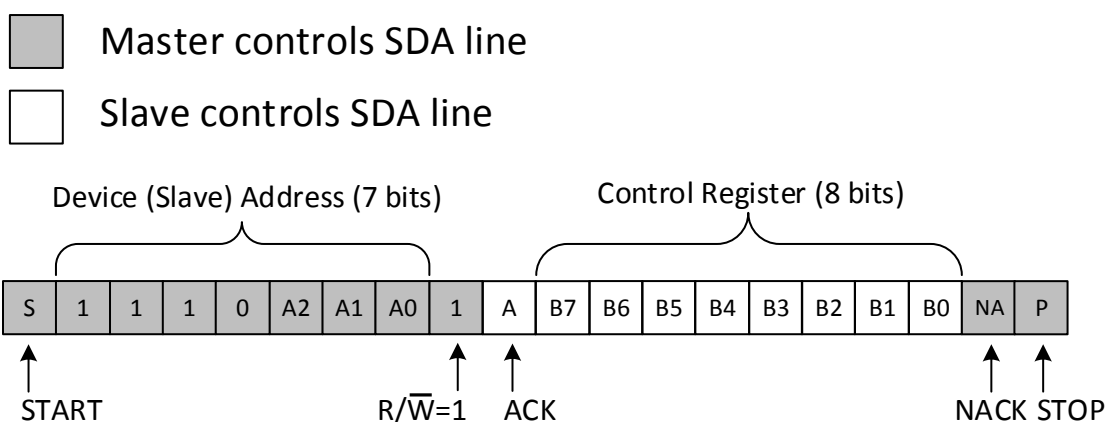 Master controls SDA line
Slave controls SDA line
Device (Slave) Address (7 bits) Control Register (8 bits)
S 1 1 1 0 A2 A1 A0 1 A B7 B6 B5 B4 B3 B2 B1 B0 NA P
START R/W̅=1 ACK NACK STOP